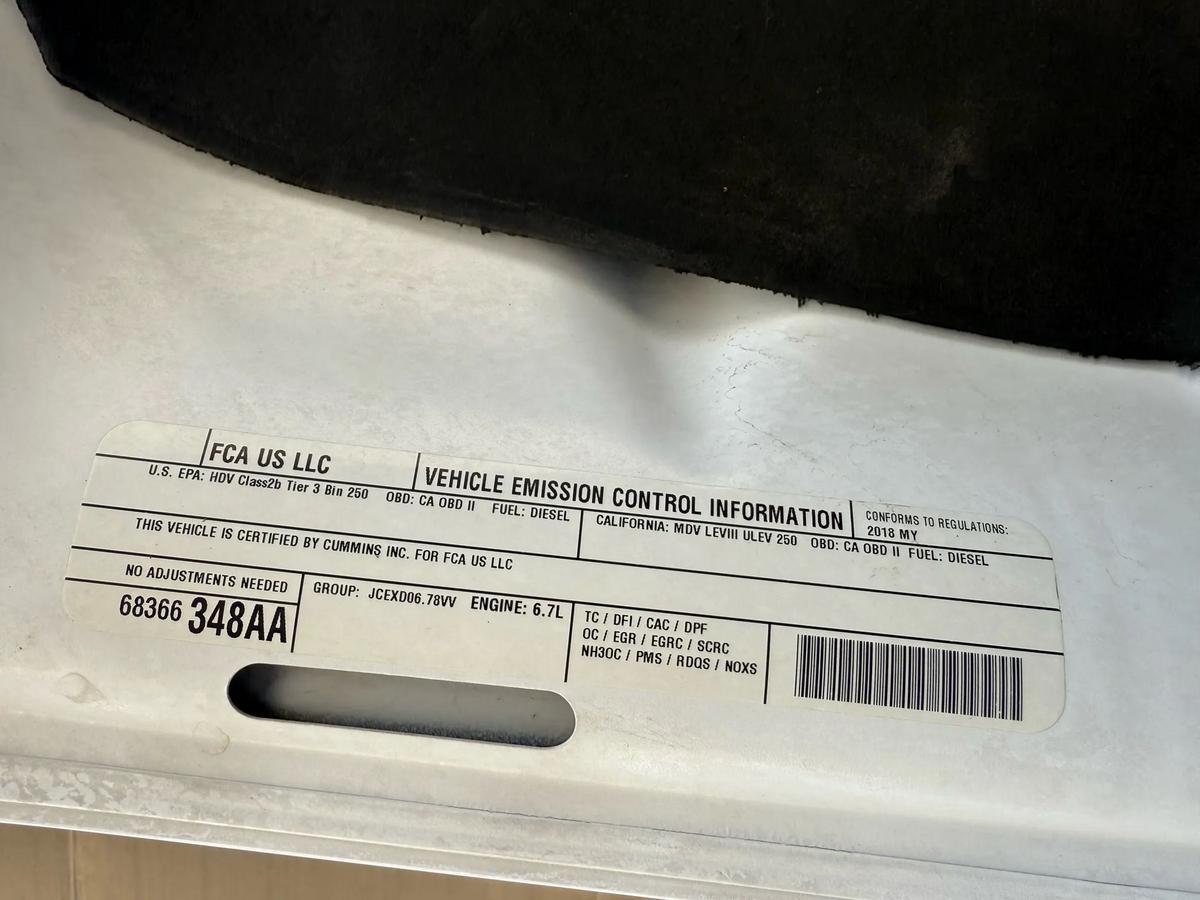 FCA US LLC
VEHICLE EMISSION CONTROL INFORMATION
CONFORMS TO REGULATIONS:
2018 MY
U.S. EPA: HDV Class2b Tier 3 Bin 250 OBD: CA OBD II FUEL: DIESEL
CALIFORNIA: MDV LEVIII ULEV 250 OBD: CA OBD II FUEL: DIESEL
THIS VEHICLE IS CERTIFIED BY CUMMINS INC. FOR FCA US LLC
NO ADJUSTMENTS NEEDED
68366 348AA
GROUP: JCEXD06.78VV ENGINE: 6.7L
TC / DFI / CAC / DPF
OC / EGR / EGRC / SCRC
NH3OC / PMS / RDQS / NOXS